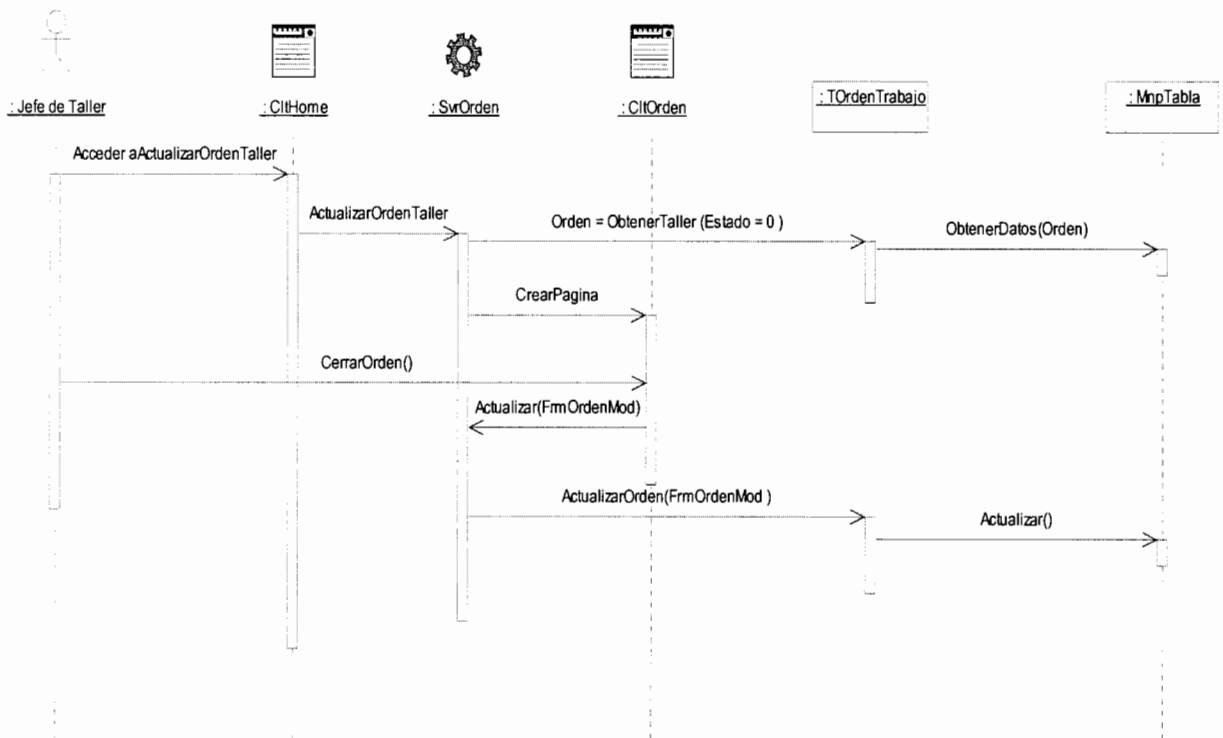 : Jefe de Taller
: CltHome
: SvrOrden
: CltOrden
: TOrdenTrabajo
: MnpTabla
Acceder aActualizarOrdenTaller
ActualizarOrdenTaller
Orden = ObtenerTaller (Estado = 0 )
ObtenerDatos(Orden)
CrearPagina
CerrarOrden()
Actualizar(FrmOrdenMod)
ActualizarOrden(FrmOrdenMod )
Actualizar()